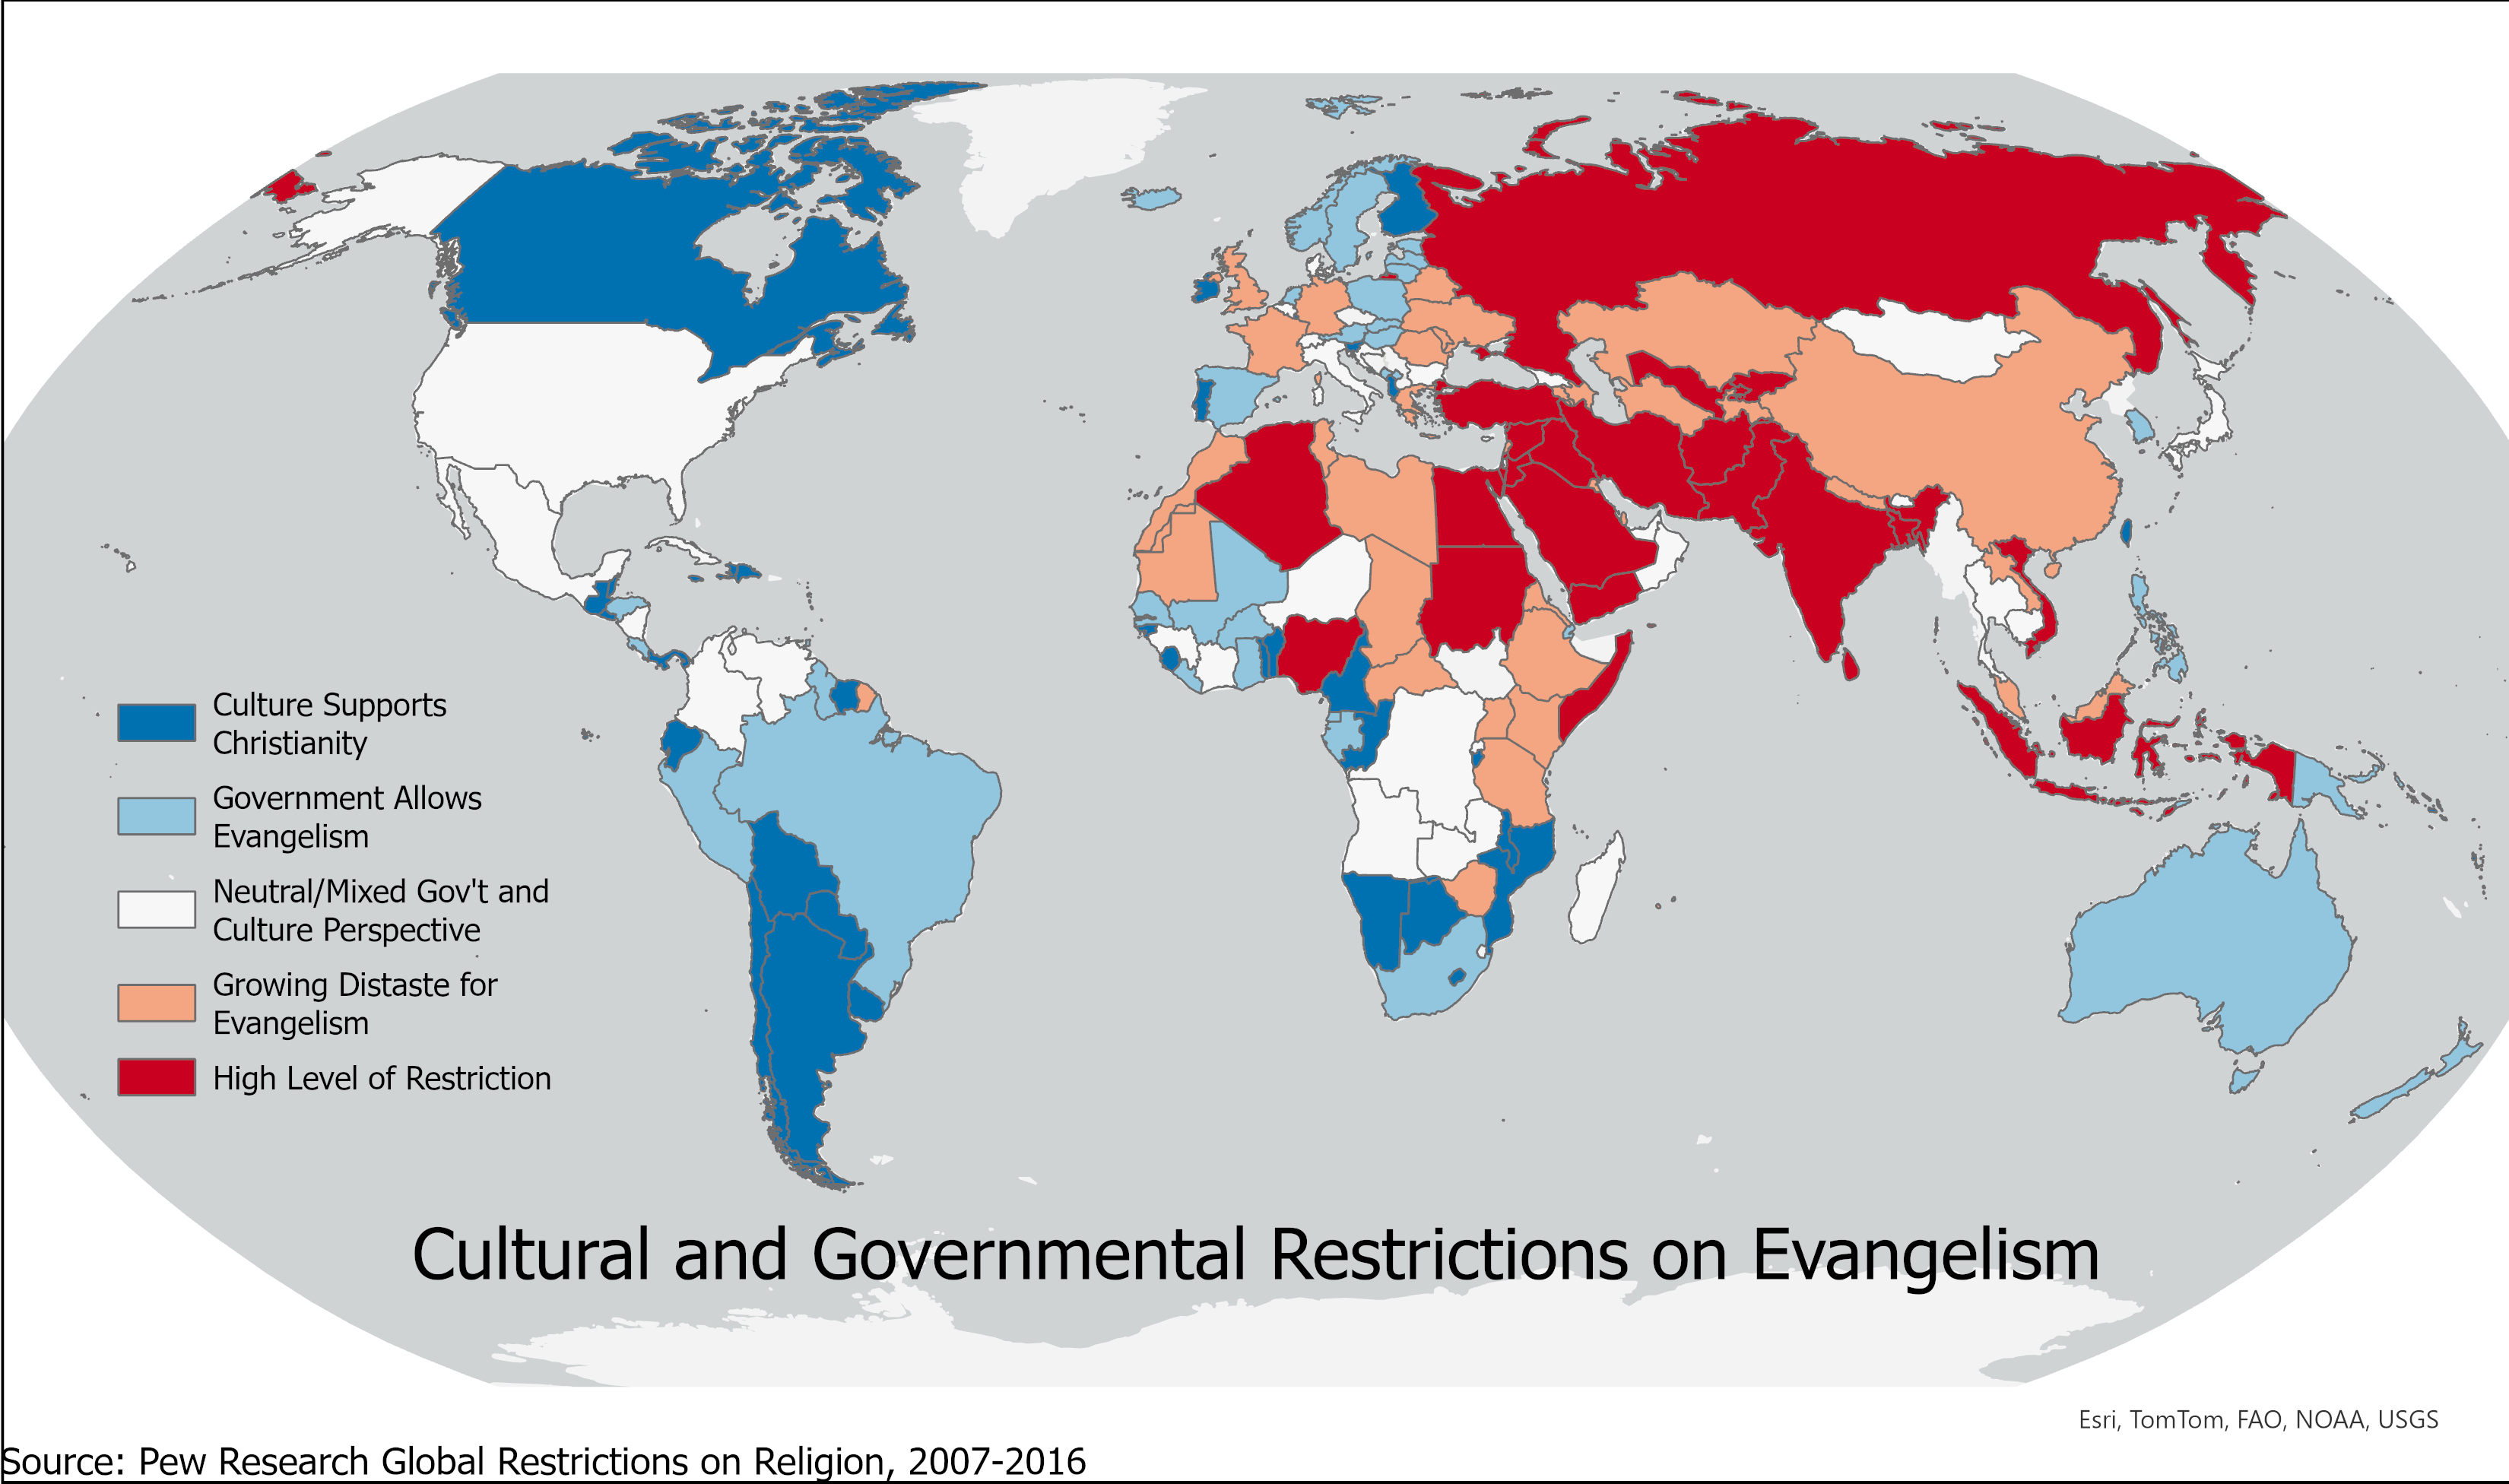 Culture Supports
Christianity
Government Allows
Evangelism
Neutral/Mixed Gov't and
Culture Perspective
Growing Distaste for
Evangelism
High Level of Restriction
Cultural and Governmental Restrictions on Evangelism
Esri, TomTom, FAO, NOAA, USGS
Source: Pew Research Global Restrictions on Religion, 2007-2016